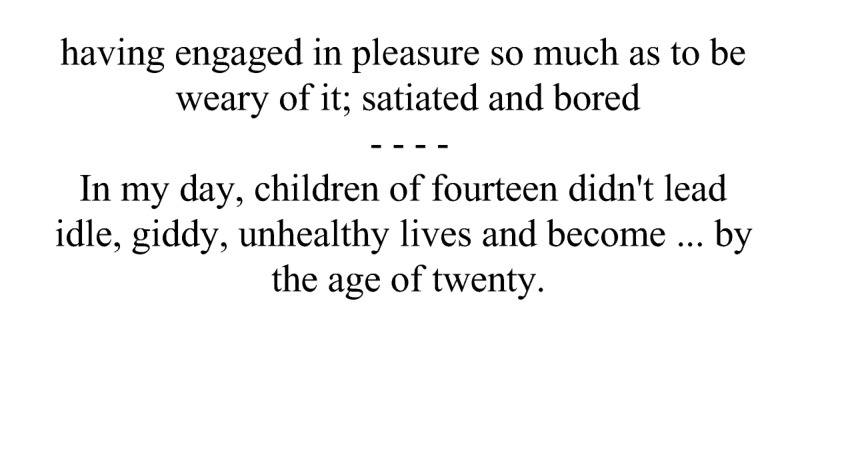 having engaged in pleasure so much as to be
weary of it; satiated and bored
- - - -
In my day, children of fourteen didn't lead
idle, giddy, unhealthy lives and become ... by
the age of twenty.